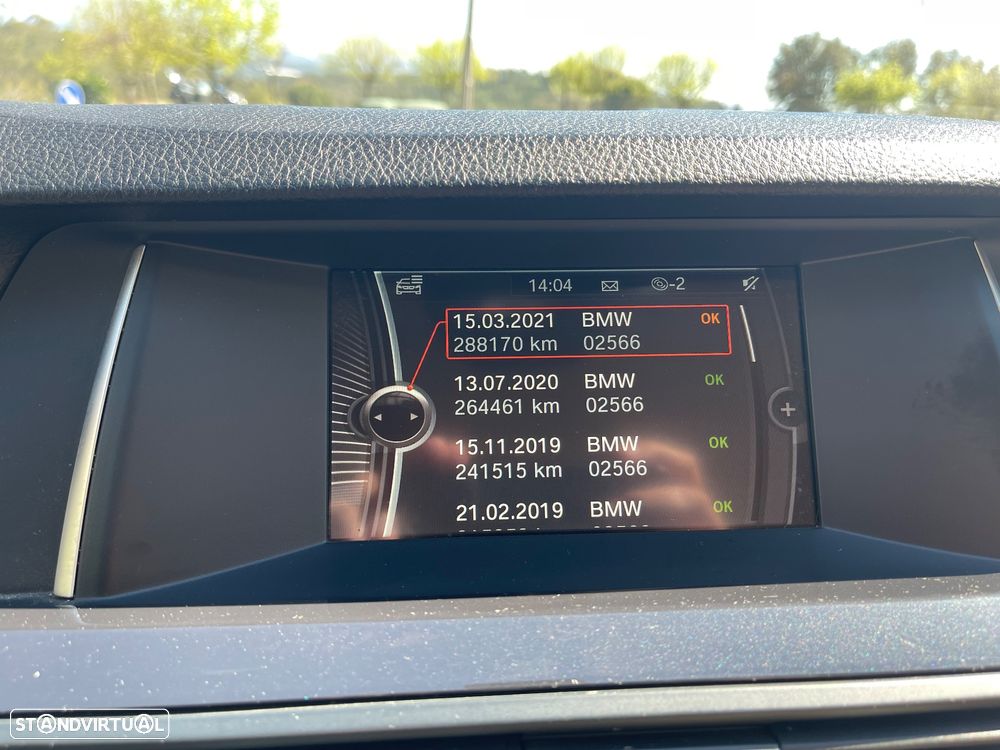 14:04 -2
15.03.2021 BMW OK
288170 km 02566
13.07.2020 BMW OK
264461 km 02566
15.11.2019 BMW OK
241515 km 02566
21.02.2019 BMW OK
STANDVIRTUAL